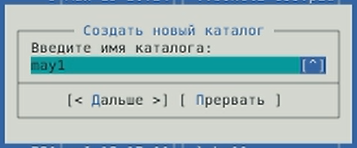 Создать новый каталог
Введите имя каталога:
may1 [^]
[< Дальше >] [ Прервать ]